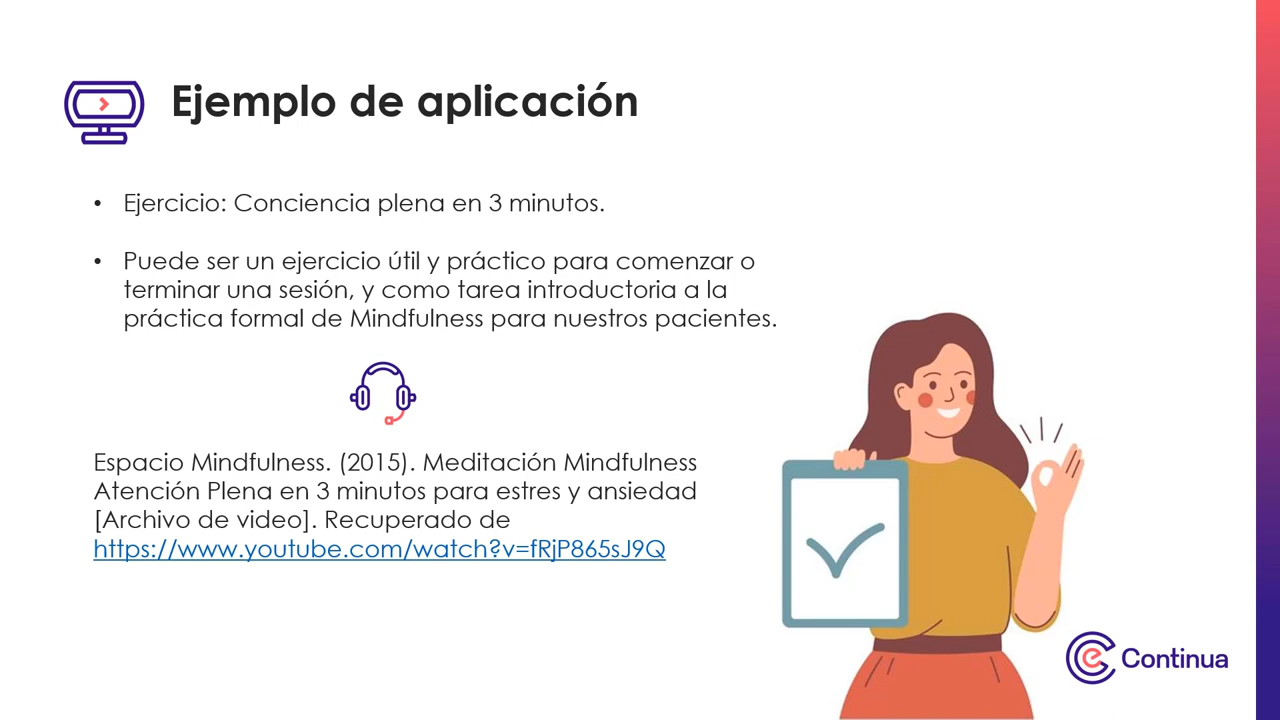 Ejemplo de aplicación
• Ejercicio: Conciencia plena en 3 minutos.
• Puede ser un ejercicio útil y práctico para comenzar o
terminar una sesión, y como tarea introductoria a la
práctica formal de Mindfulness para nuestros pacientes.
Espacio Mindfulness. (2015). Meditación Mindfulness
Atención Plena en 3 minutos para estres y ansiedad
[Archivo de video]. Recuperado de
https://www.youtube.com/watch?v=fRjP865sJ9Q
e Continua